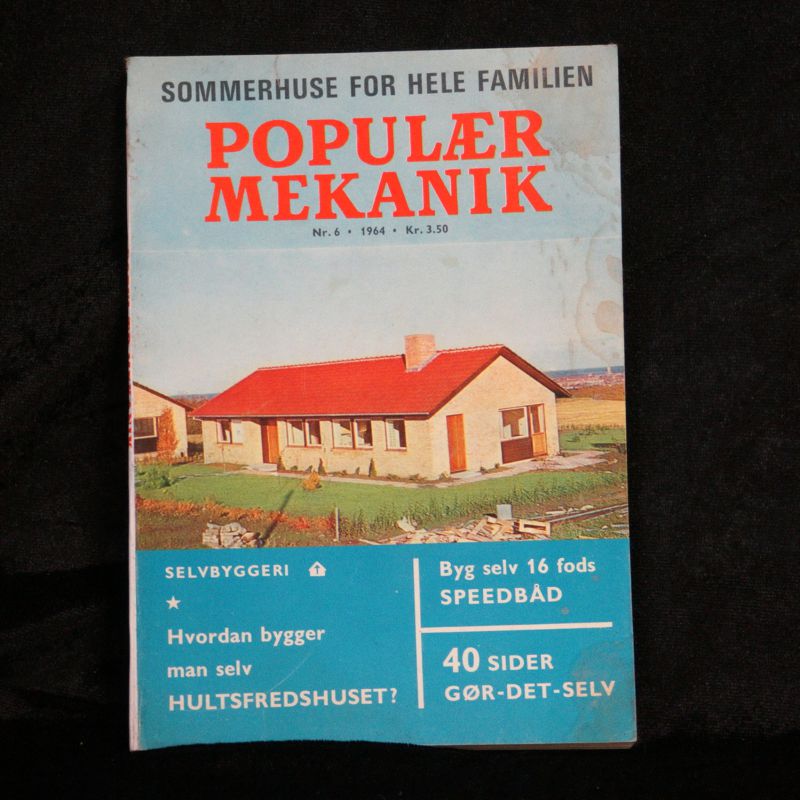 SOMMERHUSE FOR HELE FAMILIEN
POPULÆR
MEKANIK
Nr. 6 • 1964 • Kr. 3.50
SELVBYGGERI
Hvordan bygger
man selv
HULTSFREDSHUSET?
Byg selv 16 fods
SPEEDBÅD
40 SIDER
GØR-DET-SELV